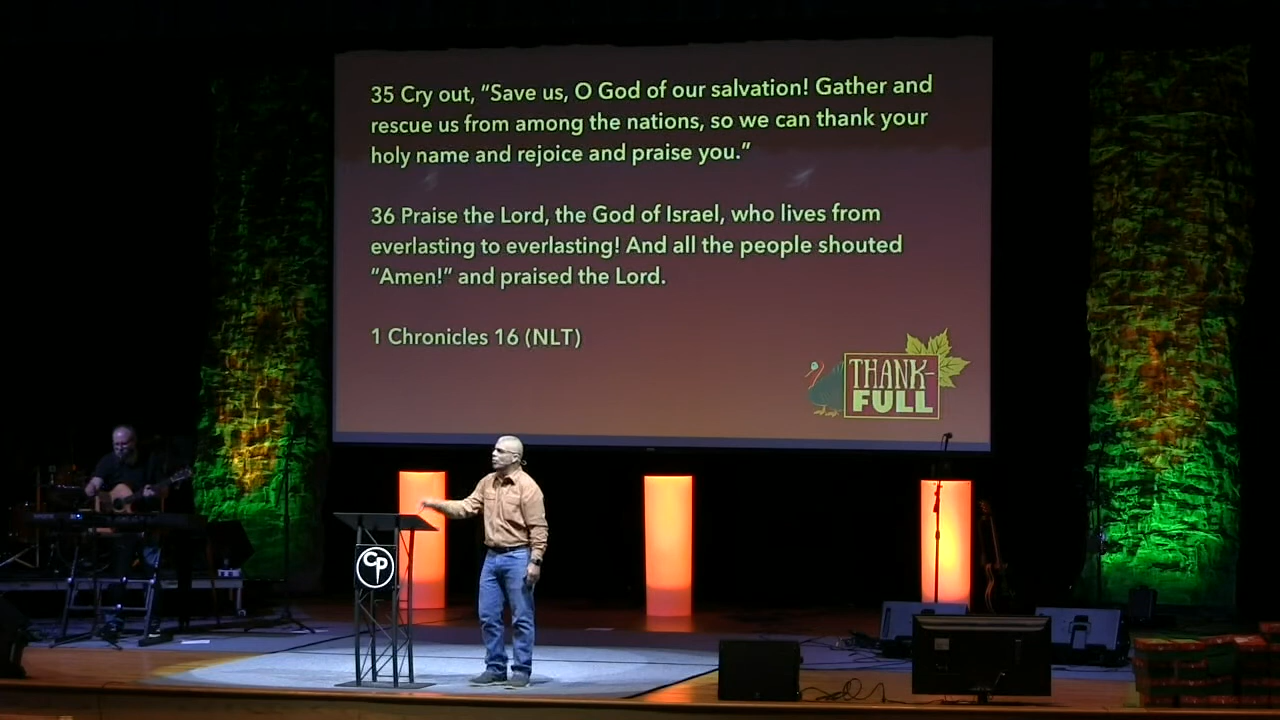 35 Cry out, “Save us, O God of our salvation! Gather and
rescue us from among the nations, so we can thank your
holy name and rejoice and praise you.”
36 Praise the Lord, the God of Israel, who lives from
everlasting to everlasting! And all the people shouted
“Amen!” and praised the Lord.
1 Chronicles 16 (NLT)
THANK-
FULL
CP